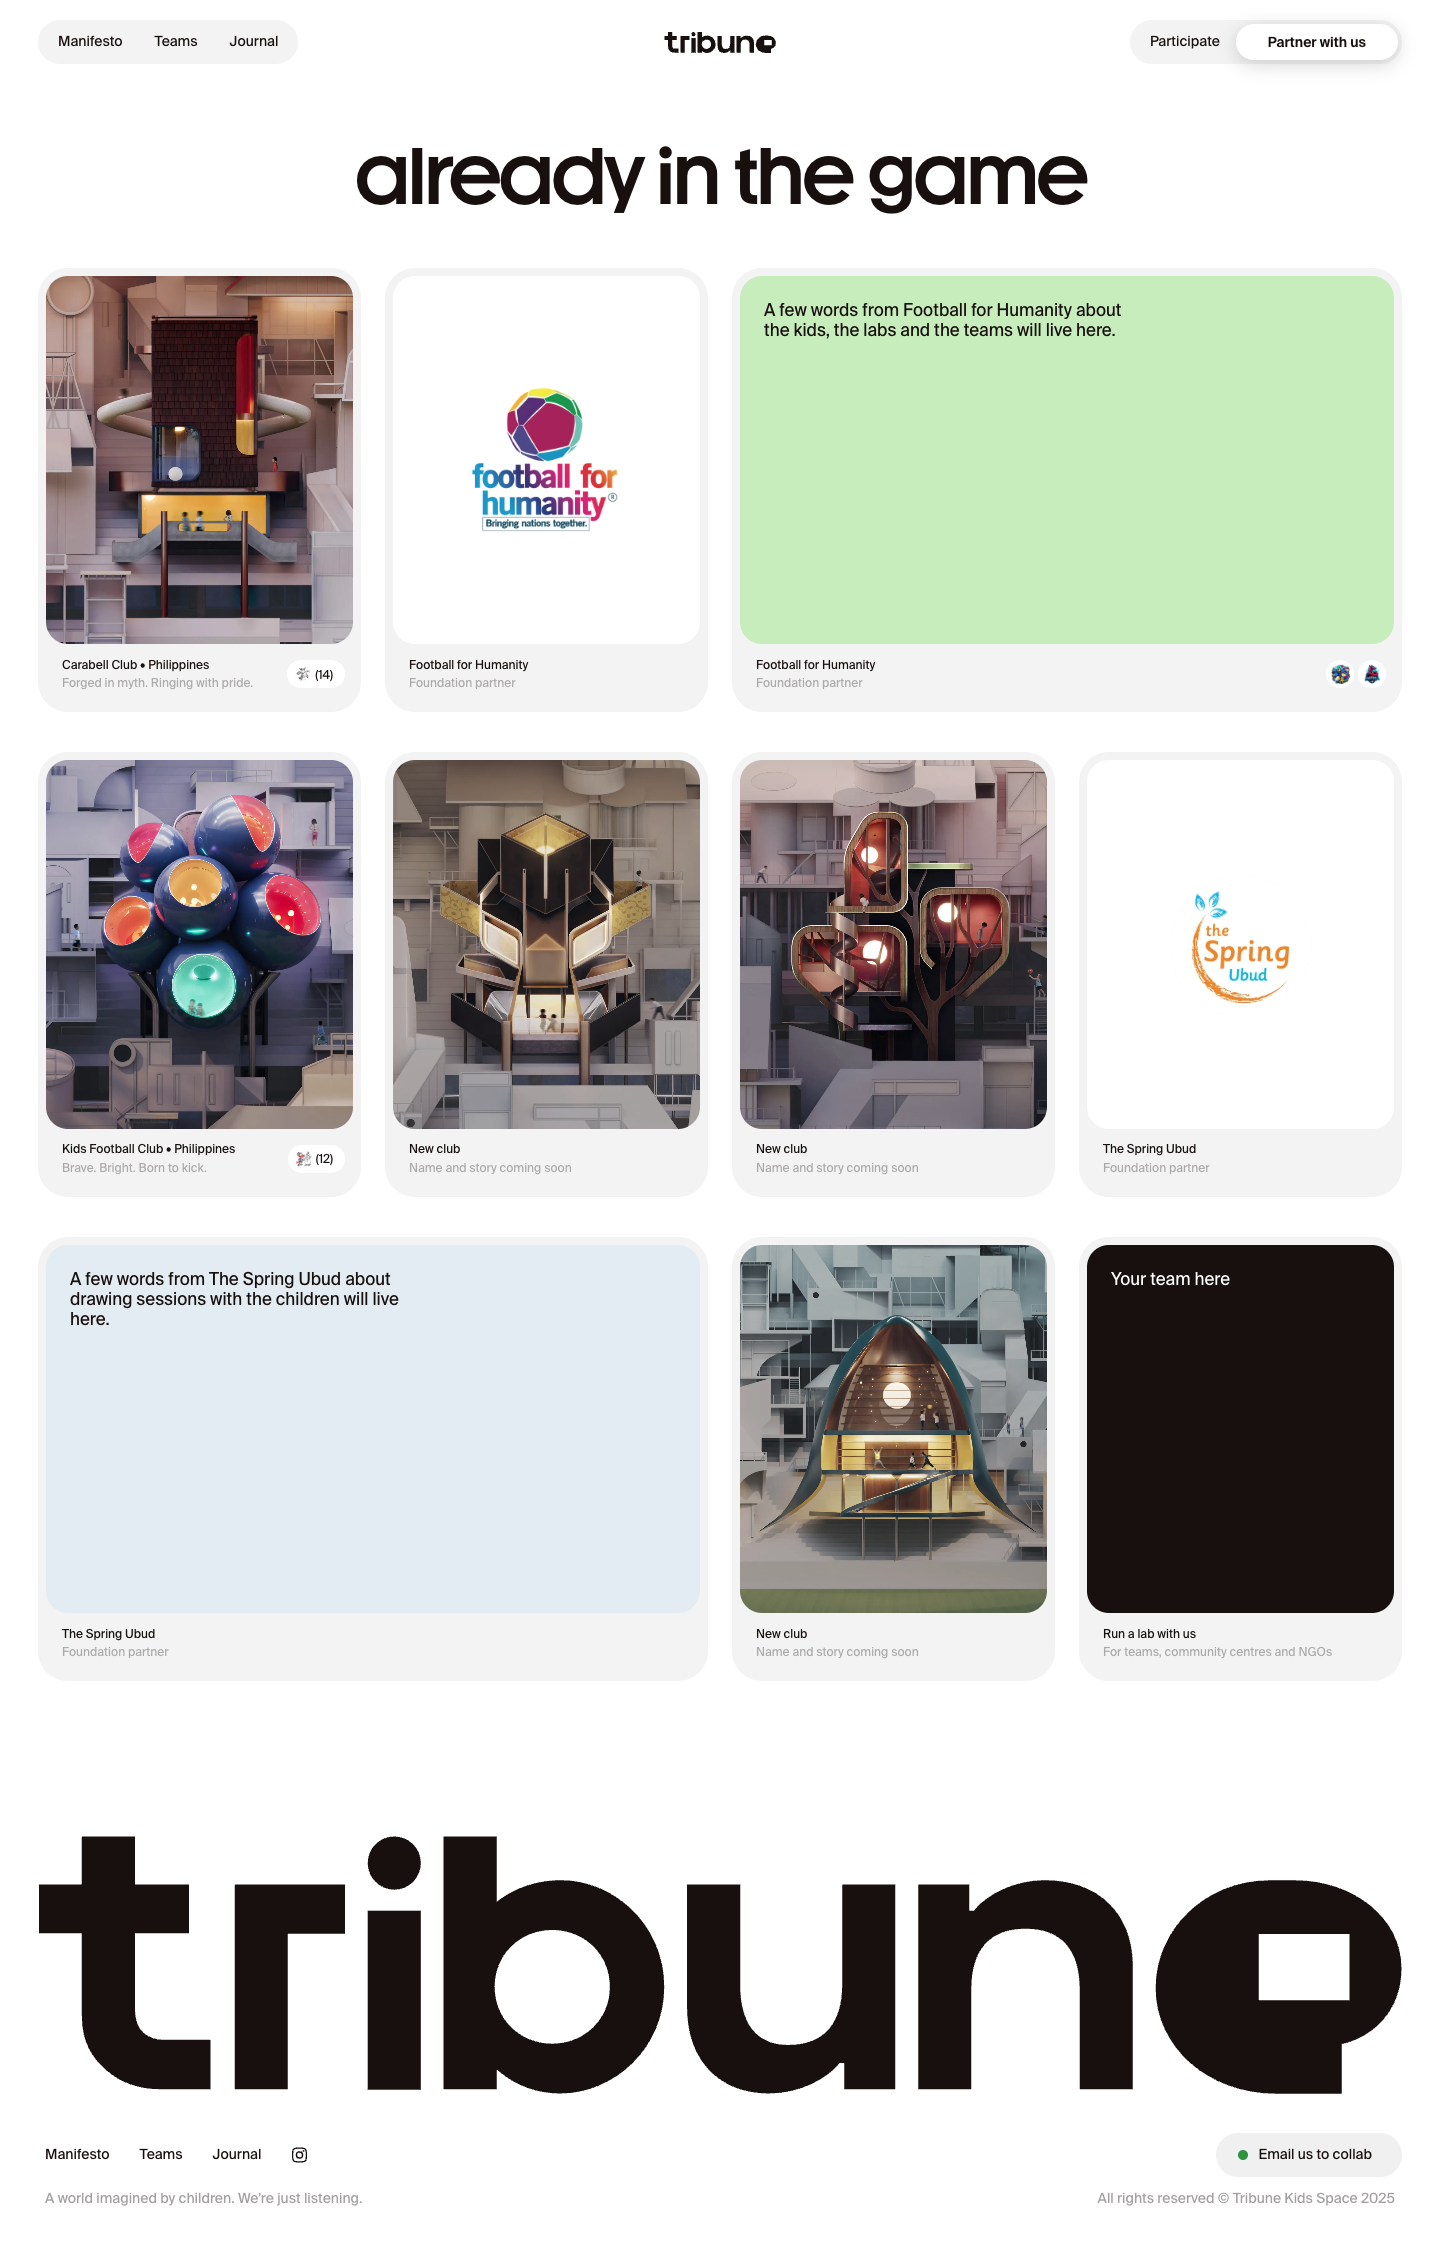 Manifesto
Teams
Journal
tribune
Participate
Partner with us
already in the game
football for
humanity®
Bringing nations together.
A few words from Football for Humanity about
the kids, the labs and the teams will live here.
Carabell Club • Philippines
Forged in myth. Ringing with pride.
(14)
Football for Humanity
Foundation partner
Football for Humanity
Foundation partner
the
Spring
Ubud
Kids Football Club • Philippines
Brave. Bright. Born to kick.
(12)
New club
Name and story coming soon
New club
Name and story coming soon
The Spring Ubud
Foundation partner
A few words from The Spring Ubud about
drawing sessions with the children will live
here.
Your team here
The Spring Ubud
Foundation partner
New club
Name and story coming soon
Run a lab with us
For teams, community centres and NGOs
tribune
Manifesto
Teams
Journal
Email us to collab
A world imagined by children. We're just listening.
All rights reserved © Tribune Kids Space 2025